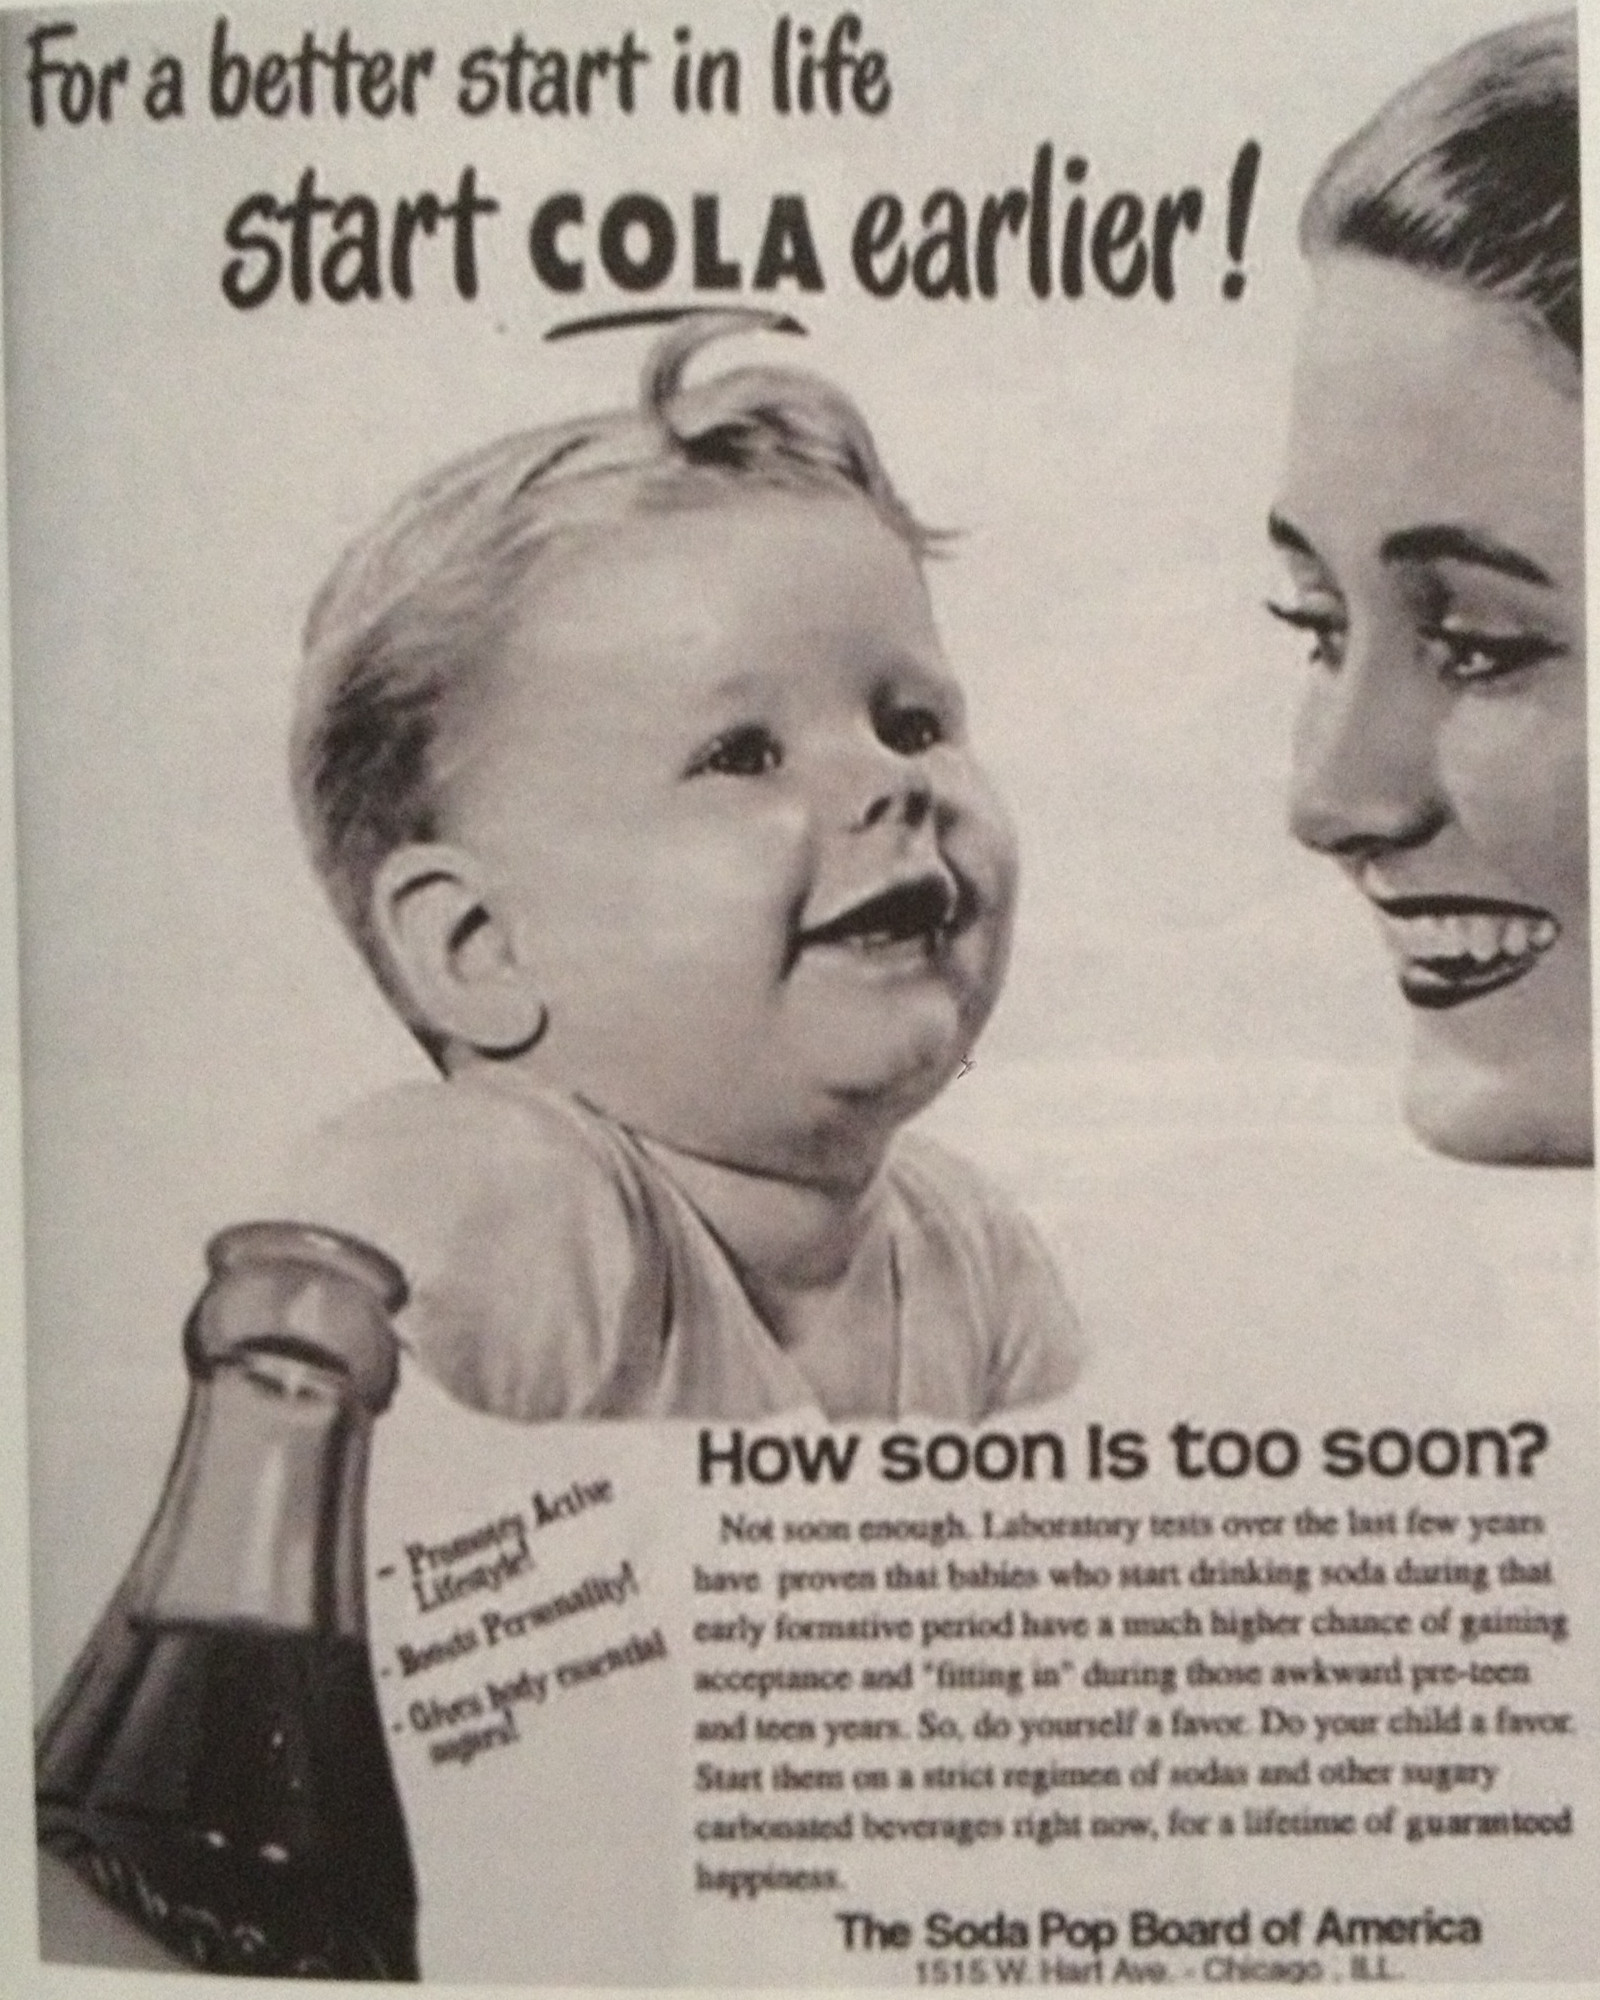 For a better start in life
start COLA earlier!
How soon is too soon?
Not soon enough. Laboratory tests over the last few years
have proven that babies who start drinking soda during that
early formative period have a much higher chance of gaining
acceptance and "fitting in" during those awkward pre-teen
and teen years. So, do yourself a favor. Do your child a favor.
Start them on a strict regimen of sodas and other sugary
carbonated beverages right now, for a lifetime of guaranteed
happiness.
- Promotes Active
Lifestyle!
- Boosts Personality!
- Gives body essential
sugars!
The Soda Pop Board of America
1515 W. Hart Ave. - Chicago, ILL.